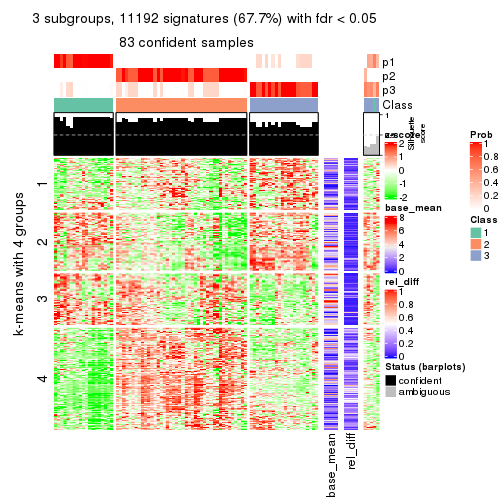 3 subgroups, 11192 signatures (67.7%) with fdr < 0.05
83 confident samples
p1
p2
p3
Class
1
Silhouette
score
k-means with 4 groups
1
2
3
4
base_mean
rel_diff
z-score
2
1
0
-1
-2
base_mean
8
6
4
2
0
rel_diff
1
0.8
0.6
0.4
0.2
0
Status (barplots)
confident
ambiguous
Prob
1
0.8
0.6
0.4
0.2
0
Class
1
2
3